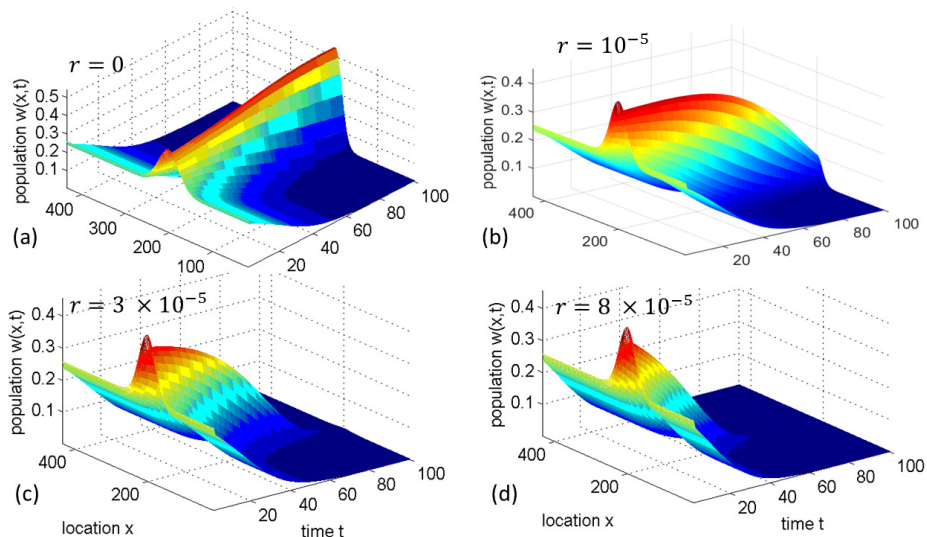 r = 0
population w(x,t)
0.5
0.4
0.3
0.2
0.1
400
300
200
100
20
40
60
80
100
(a)
r = 10⁻⁵
population w(x,t)
0.4
0.3
0.2
0.1
400
200
20
40
60
80
100
(b)
r = 3 × 10⁻⁵
population w(x,t)
0.4
0.3
0.2
0.1
400
200
20
40
60
80
100
(c)
location x
time t
r = 8 × 10⁻⁵
population w(x,t)
0.4
0.3
0.2
0.1
400
200
20
40
60
80
100
(d)
location x
time t